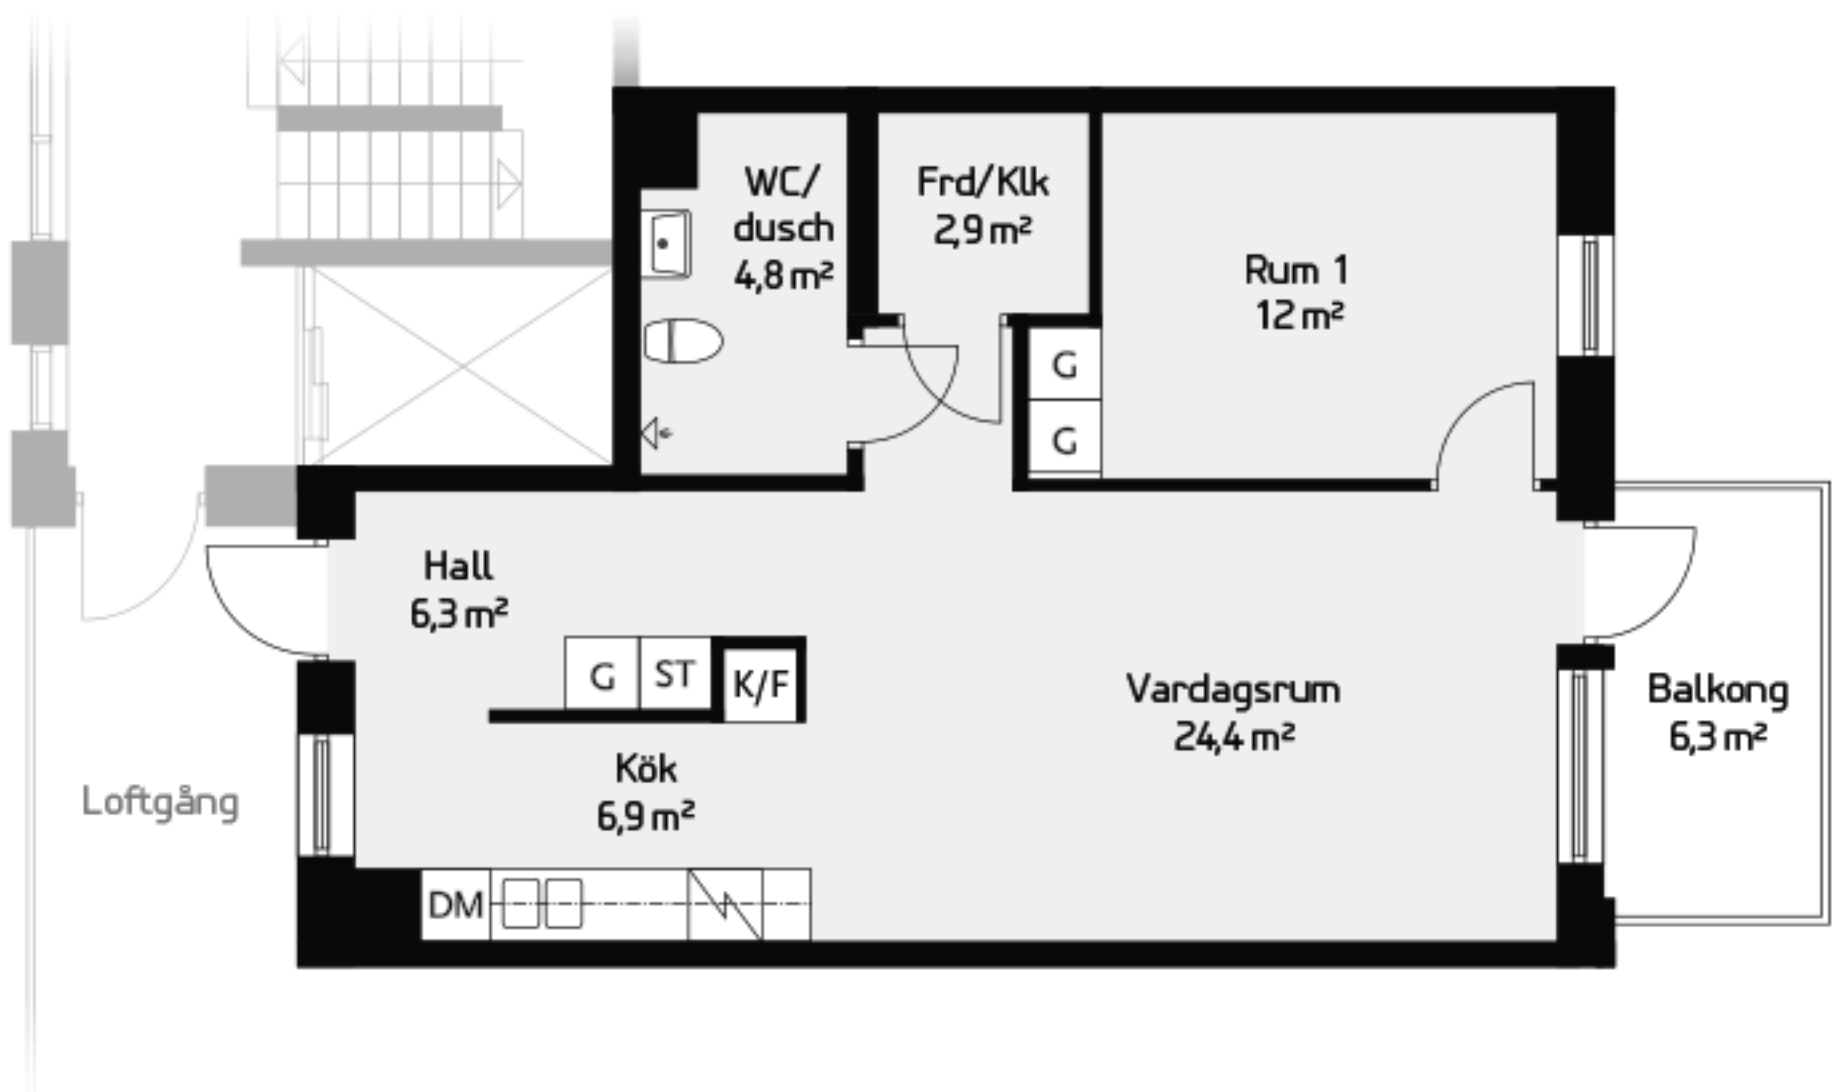 WC/
dusch
4,8 m²
Frd/Klk
2,9 m²
Rum 1
12 m²
G
G
Hall
6,3 m²
G
ST
K/F
Vardagsrum
24,4 m²
Balkong
6,3 m²
Kök
6,9 m²
Loftgång
DM